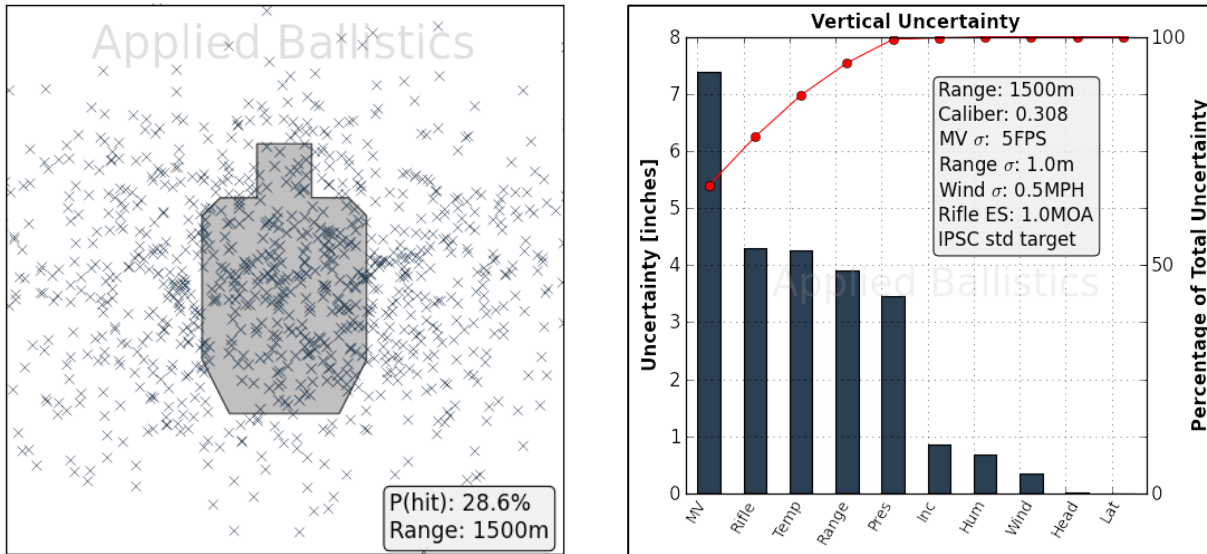 Applied Ballistics
P(hit): 28.6%
Range: 1500m
Vertical Uncertainty
8
7
6
5
4
3
2
1
0
Uncertainty [inches]
100
50
0
Percentage of Total Uncertainty
Range: 1500m
Caliber: 0.308
MV σ: 5FPS
Range σ: 1.0m
Wind σ: 0.5MPH
Rifle ES: 1.0MOA
IPSC std target
Applied Ballistics
MV
Rifle
Temp
Range
Pres
Inc
Hum
Wind
Head
Lat